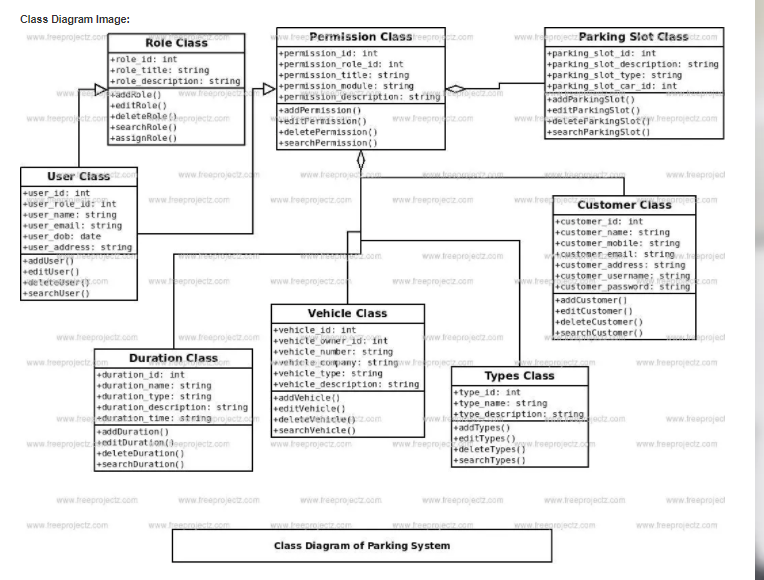 Class Diagram Image:
Role Class
+role_id: int
+role_title: string
+role_description: string
+addRole()
+editRole()
+deleteRole()
+searchRole()
+assignRole()
Permission Class
+permission_id: int
+permission_role_id: int
+permission_title: string
+permission_module: string
+permission_description: string
+addPermission()
+editPermission()
+deletePermission()
+searchPermission()
Parking Slot Class
+parking_slot_id: int
+parking_slot_description: string
+parking_slot_type: string
+parking_slot_car_id: int
+addParkingSlot()
+editParkingSlot()
+deleteParkingSlot()
+searchParkingSlot()
User Class
+user_id: int
+user_role_id: int
+user_name: string
+user_email: string
+user_dob: date
+user_address: string
+addUser()
+editUser()
+deleteUser()
+searchUser()
Customer Class
+customer_id: int
+customer_name: string
+customer_mobile: string
+customer_email: string
+customer_address: string
+customer_username: string
+customer_password: string
+addCustomer()
+editCustomer()
+deleteCustomer()
+searchCustomer()
Vehicle Class
+vehicle_id: int
+vehicle_owner_id: int
+vehicle_number: string
+vehicle_company: string
+vehicle_type: string
+vehicle_description: string
+addVehicle()
+editVehicle()
+deleteVehicle()
+searchVehicle()
Duration Class
+duration_id: int
+duration_name: string
+duration_type: string
+duration_description: string
+duration_time: string
+addDuration()
+editDuration()
+deleteDuration()
+searchDuration()
Types Class
+type_id: int
+type_name: string
+type_description: string
+addTypes()
+editTypes()
+deleteTypes()
+searchTypes()
Class Diagram of Parking System
www.freeprojectz.com